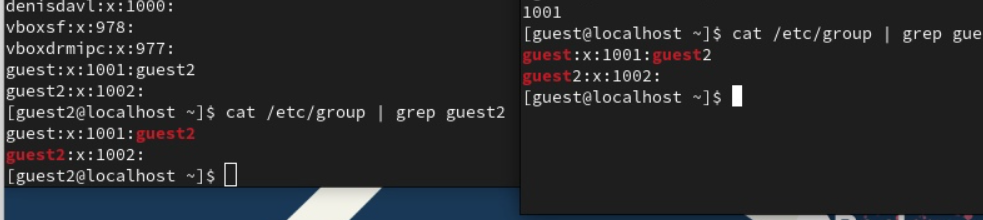 denisdavl:x:1000:
vboxsf:x:978:
vboxdrmipc:x:977:
guest:x:1001:guest2
guest2:x:1002:
[guest2@localhost ~]$ cat /etc/group | grep guest2
guest:x:1001:guest2
guest2:x:1002:
[guest2@localhost ~]$
1001
[guest@localhost ~]$ cat /etc/group | grep gue
guest:x:1001:guest2
guest2:x:1002:
[guest@localhost ~]$